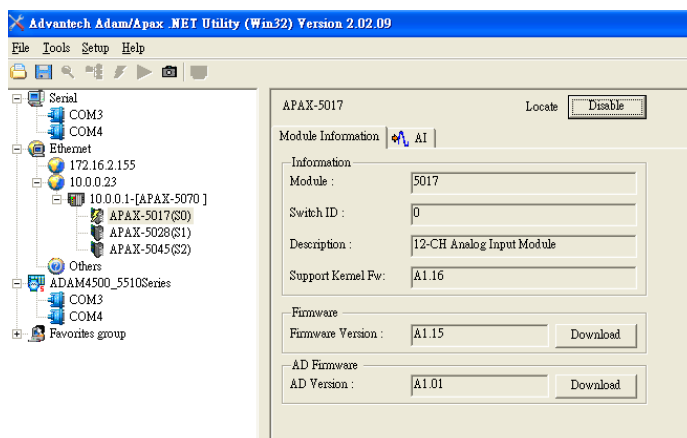 Advantech Adam/Apax .NET Utility (Win32) Version 2.02.09
File Tools Setup Help
Serial
COM3
COM4
Ethernet
172.16.2.155
10.0.0.23
10.0.0.1-[APAX-5070 ]
APAX-5017(S0)
APAX-5028(S1)
APAX-5045(S2)
Others
ADAM4500_5510Series
COM3
COM4
Favorites group
APAX-5017 Locate Disable
Module Information AI
Information
Module : 5017
Switch ID : 0
Description : 12-CH Analog Input Module
Support Kernel Fw: A1.16
Firmware
Firmware Version : A1.15 Download
AD Firmware
AD Version : A1.01 Download